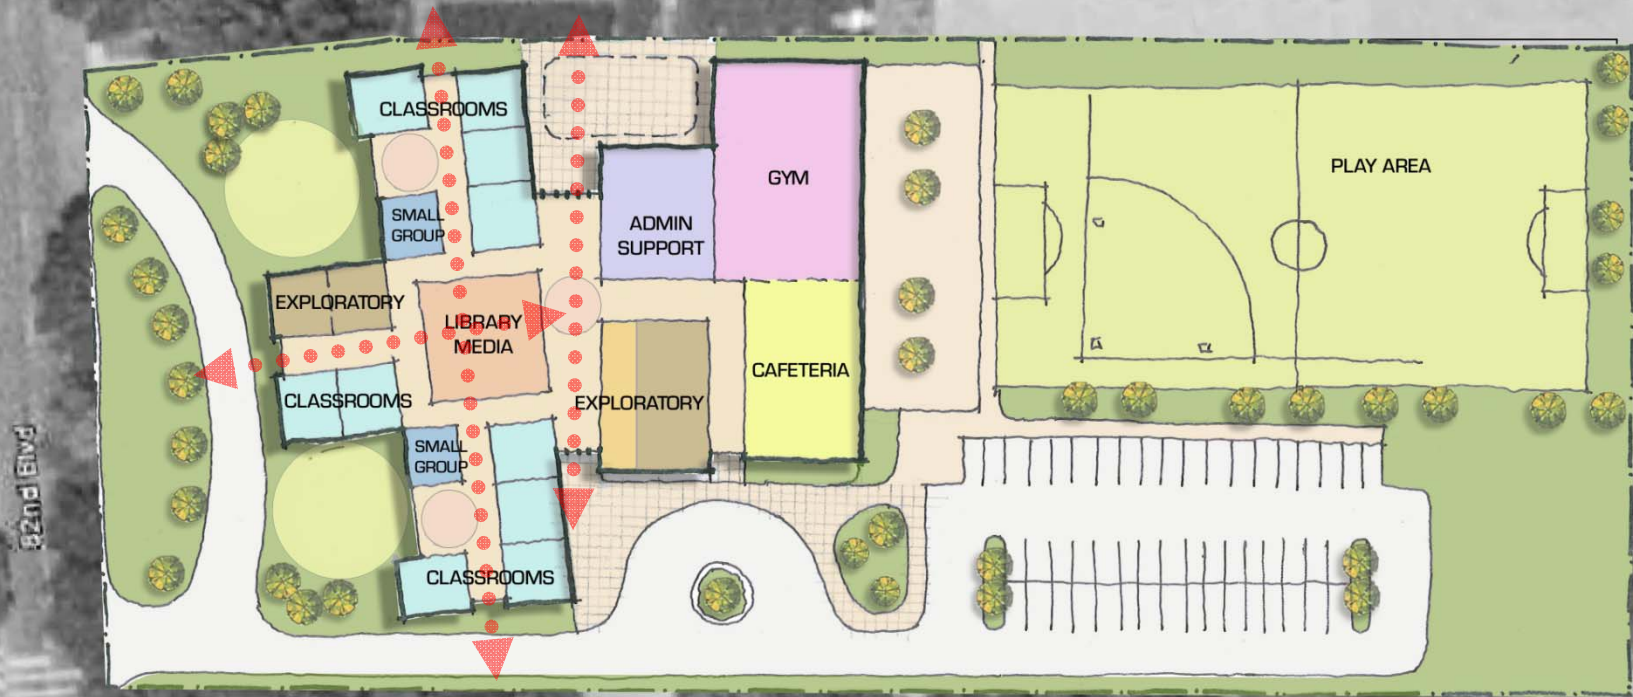 CLASSROOMS
SMALL
GROUP
ADMIN
SUPPORT
GYM
PLAY AREA
EXPLORATORY
LIBRARY
MEDIA
CLASSROOMS
EXPLORATORY
CAFETERIA
SMALL
GROUP
CLASSROOMS
82nd Blvd